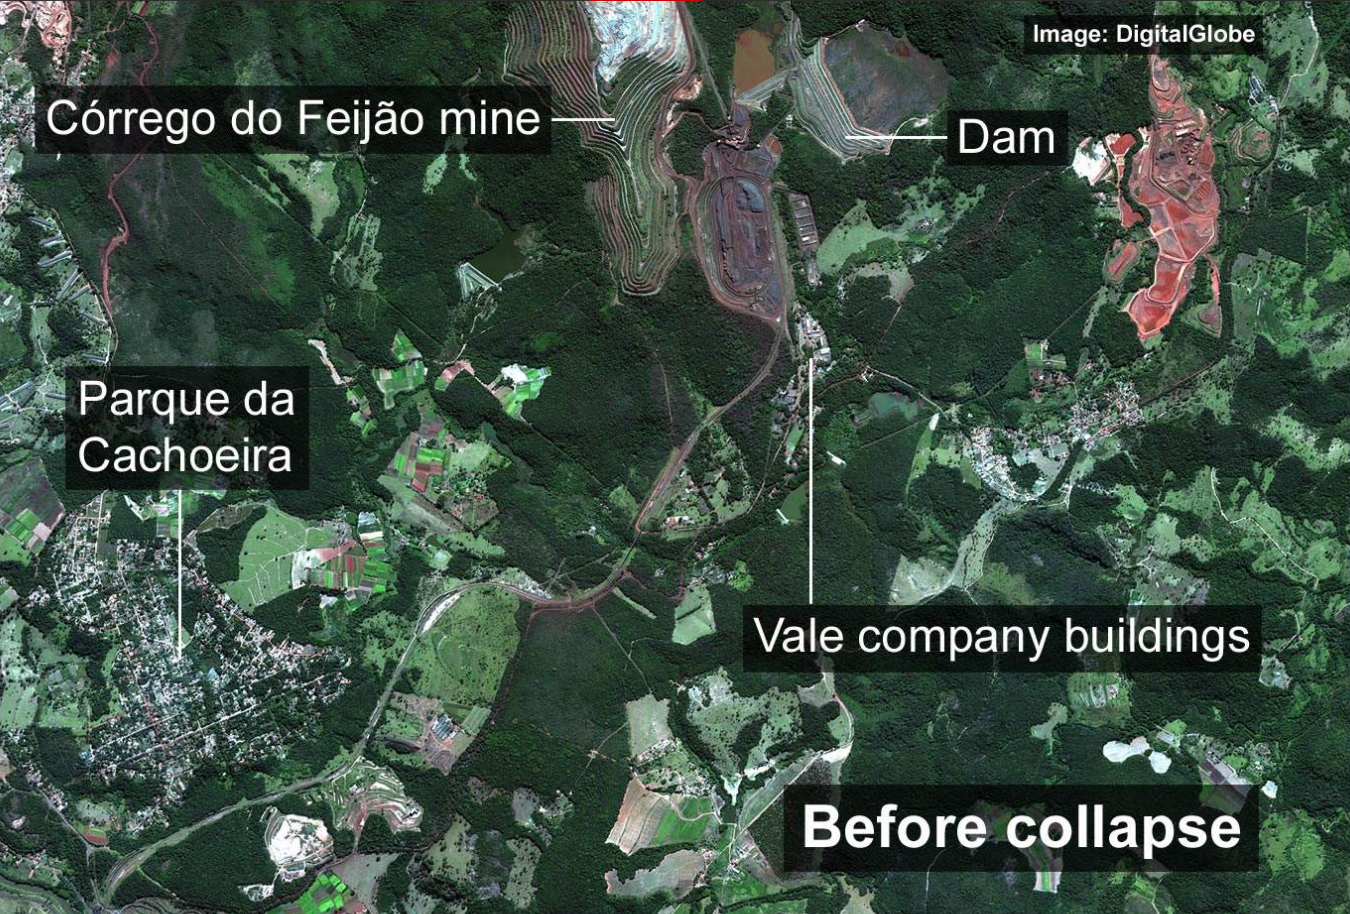 Image: DigitalGlobe
Córrego do Feijão mine
Dam
Parque da
Cachoeira
Vale company buildings
Before collapse